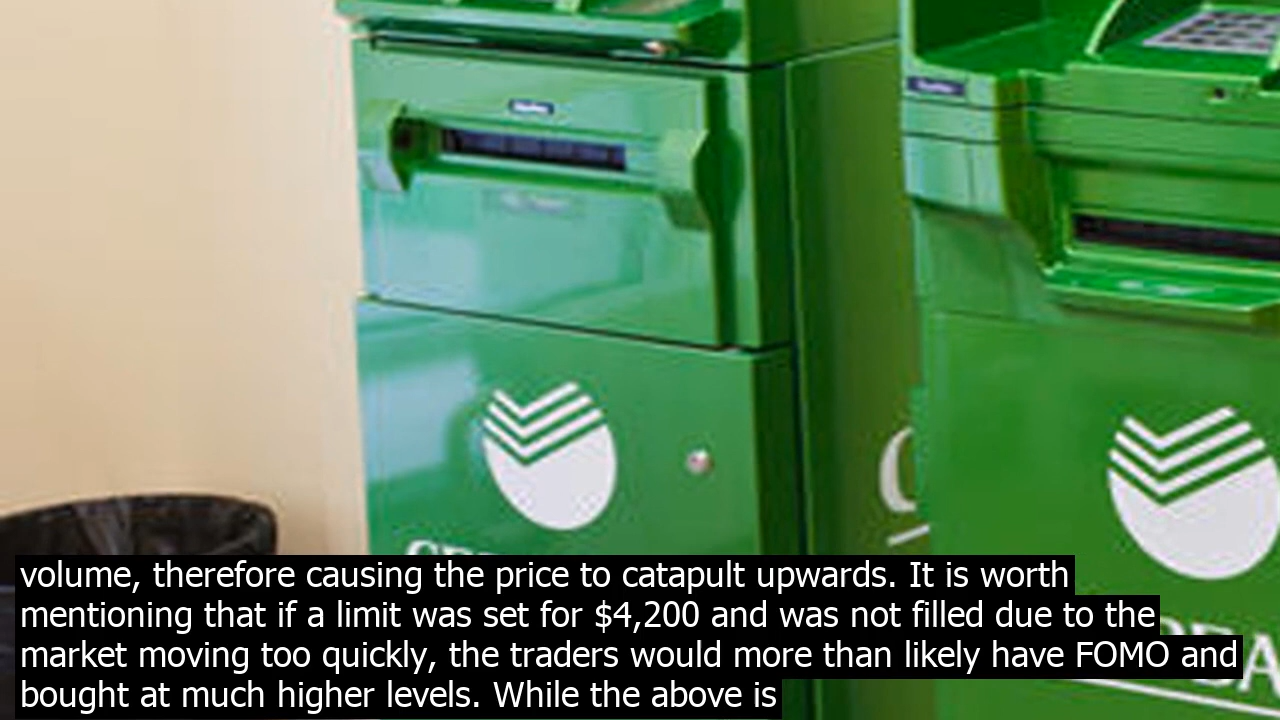 volume, therefore causing the price to catapult upwards. It is worth
mentioning that if a limit was set for $4,200 and was not filled due to the
market moving too quickly, the traders would more than likely have FOMO and
bought at much higher levels. While the above is